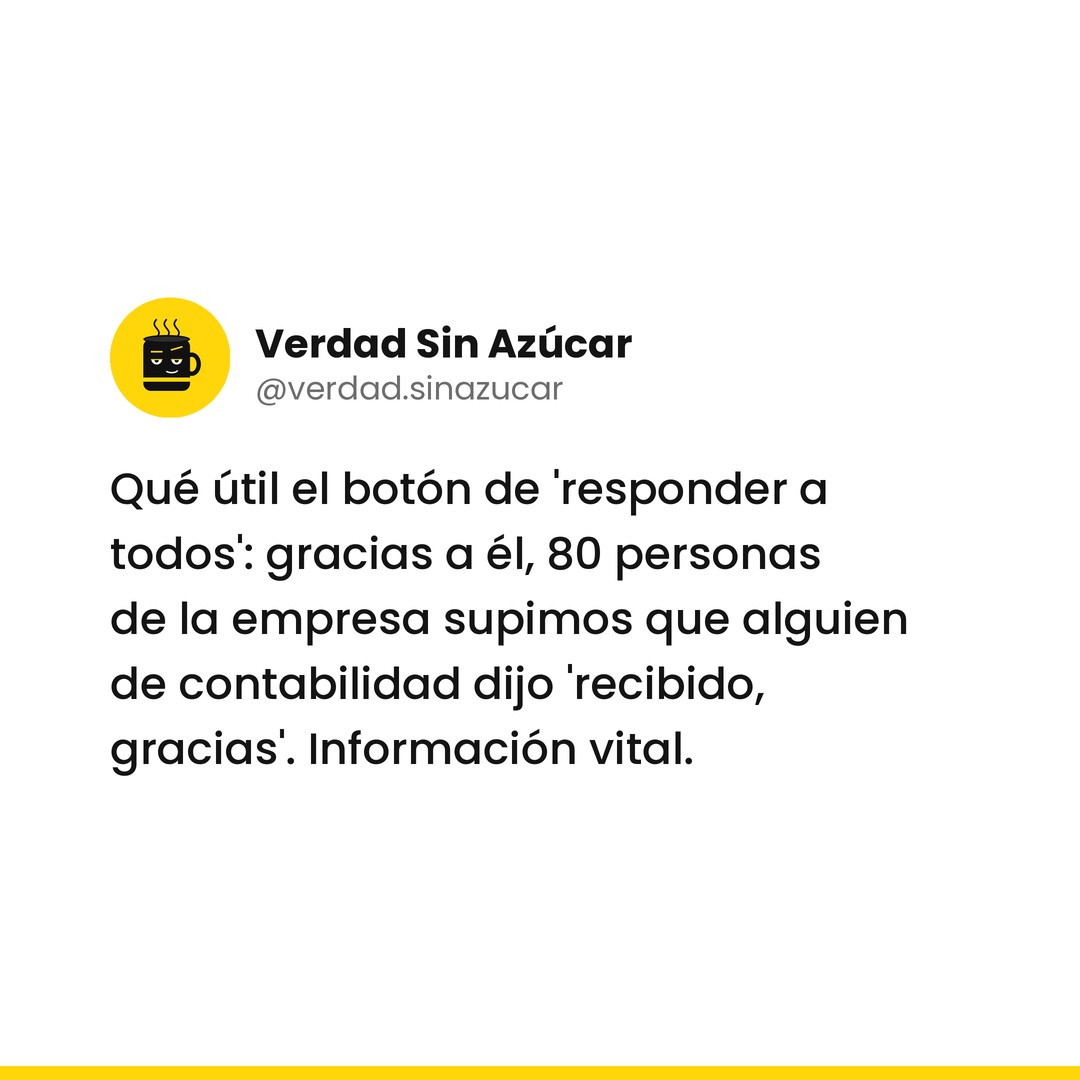 Verdad Sin Azúcar
@verdad.sinazucar
Qué útil el botón de 'responder a
todos': gracias a él, 80 personas
de la empresa supimos que alguien
de contabilidad dijo 'recibido,
gracias'. Información vital.